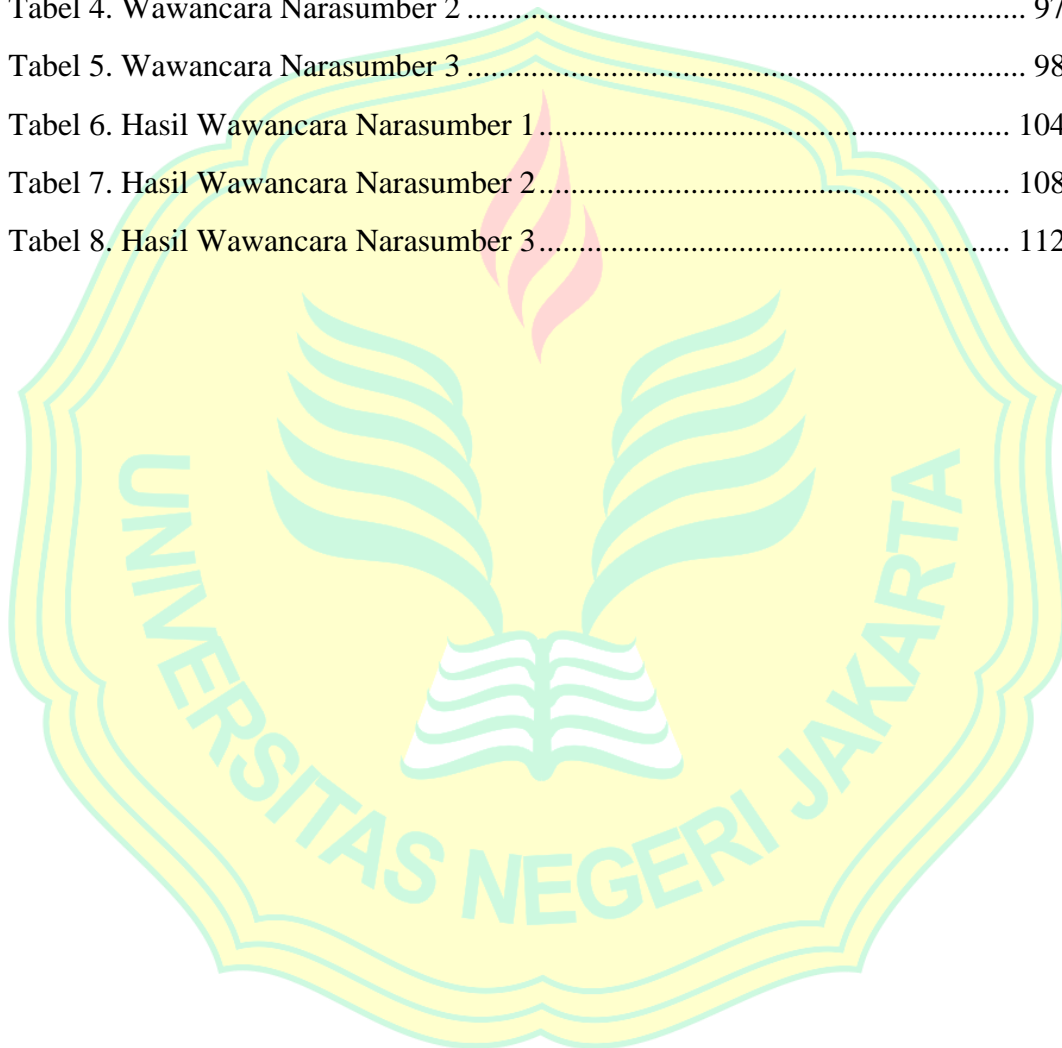 Tabel 4. Wawancara Narasumber 2 ...................................................................... 97
Tabel 5. Wawancara Narasumber 3 ...................................................................... 98
Tabel 6. Hasil Wawancara Narasumber 1 ........................................................... 104
Tabel 7. Hasil Wawancara Narasumber 2 ........................................................... 108
Tabel 8. Hasil Wawancara Narasumber 3 ........................................................... 112
UNIVERSITAS NEGERI JAKARTA